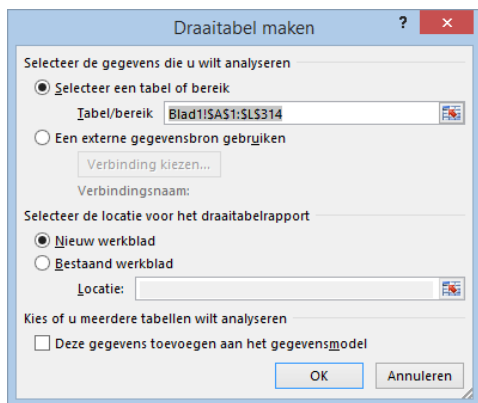 Draaitabel maken
?
×
Selecteer de gegevens die u wilt analyseren
Selecteer een tabel of bereik
Tabel/bereik Blad1!$A$1:$L$314
Een externe gegevensbron gebruiken
Verbinding kiezen...
Verbindingsnaam:
Selecteer de locatie voor het draaitabelrapport
Nieuw werkblad
Bestaand werkblad
Locatie:
Kies of u meerdere tabellen wilt analyseren
Deze gegevens toevoegen aan het gegevensmodel
OK Annuleren